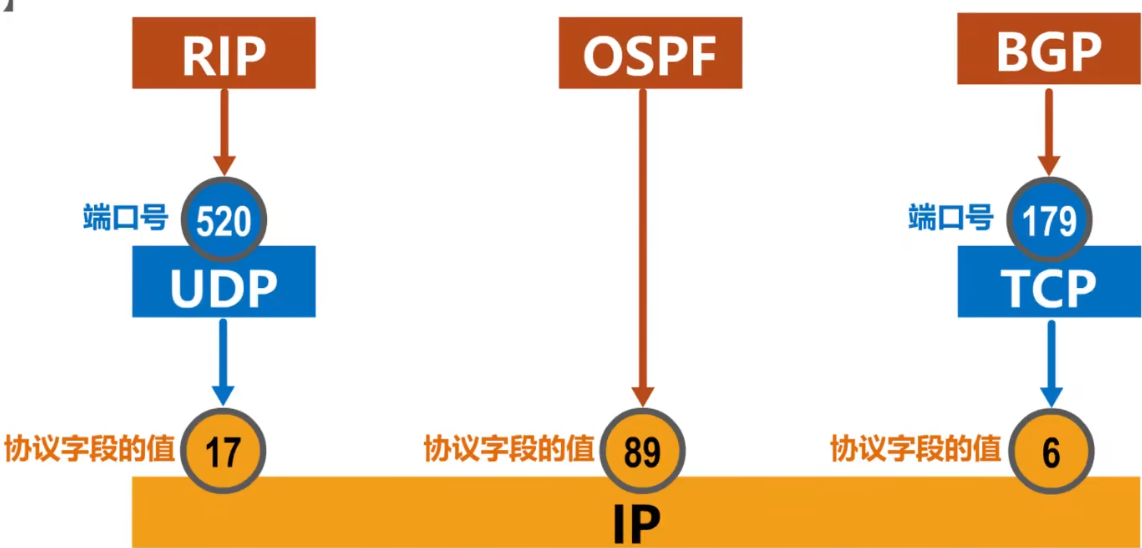 】
RIP OSPF BGP
端口号 520 端口号 179
UDP TCP
协议字段的值 17 协议字段的值 89 协议字段的值 6
IP